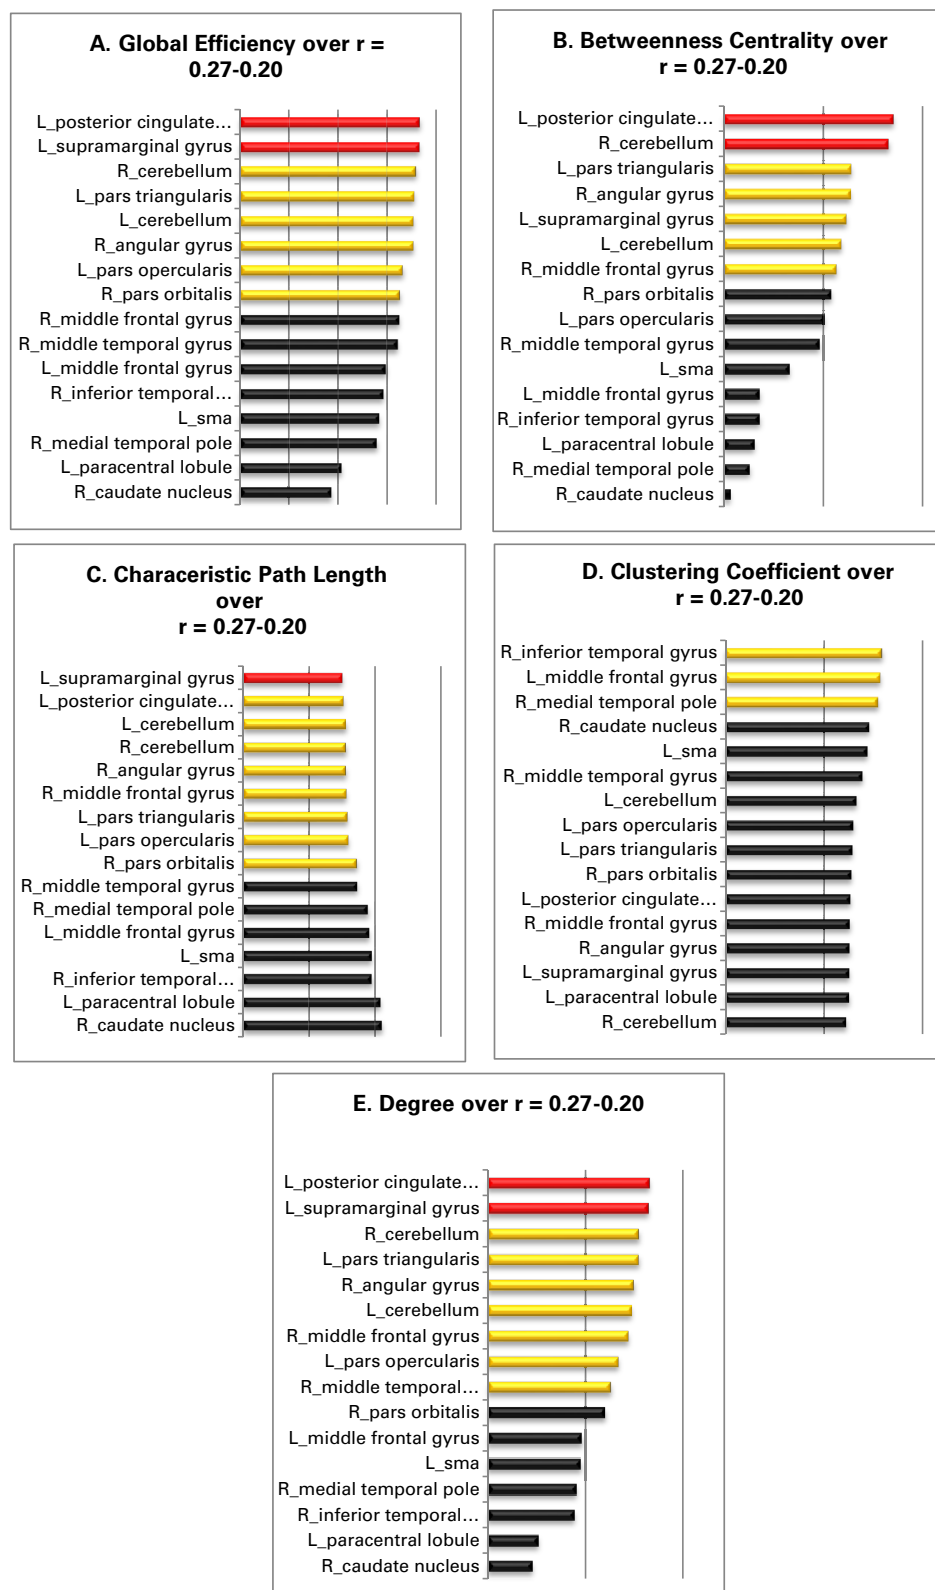 A. Global Efficiency over r =
0.27-0.20
L_posterior cingulate...
L_supramarginal gyrus
R_cerebellum
L_pars triangularis
L_cerebellum
R_angular gyrus
L_pars opercularis
R_pars orbitalis
R_middle frontal gyrus
R_middle temporal gyrus
L_middle frontal gyrus
R_inferior temporal...
L_sma
R_medial temporal pole
L_paracentral lobule
R_caudate nucleus
B. Betweenness Centrality over
r = 0.27-0.20
L_posterior cingulate...
R_cerebellum
L_pars triangularis
R_angular gyrus
L_supramarginal gyrus
L_cerebellum
R_middle frontal gyrus
R_pars orbitalis
L_pars opercularis
R_middle temporal gyrus
L_sma
L_middle frontal gyrus
R_inferior temporal gyrus
L_paracentral lobule
R_medial temporal pole
R_caudate nucleus
C. Characeristic Path Length
over
r = 0.27-0.20
L_supramarginal gyrus
L_posterior cingulate...
L_cerebellum
R_cerebellum
R_angular gyrus
R_middle frontal gyrus
L_pars triangularis
L_pars opercularis
R_pars orbitalis
R_middle temporal gyrus
R_medial temporal pole
L_middle frontal gyrus
L_sma
R_inferior temporal...
L_paracentral lobule
R_caudate nucleus
D. Clustering Coefficient over
r = 0.27-0.20
R_inferior temporal gyrus
L_middle frontal gyrus
R_medial temporal pole
R_caudate nucleus
L_sma
R_middle temporal gyrus
L_cerebellum
L_pars opercularis
L_pars triangularis
R_pars orbitalis
L_posterior cingulate...
R_middle frontal gyrus
R_angular gyrus
L_supramarginal gyrus
L_paracentral lobule
R_cerebellum
E. Degree over r = 0.27-0.20
L_posterior cingulate...
L_supramarginal gyrus
R_cerebellum
L_pars triangularis
R_angular gyrus
L_cerebellum
R_middle frontal gyrus
L_pars opercularis
R_middle temporal...
R_pars orbitalis
L_middle frontal gyrus
L_sma
R_medial temporal pole
R_inferior temporal...
L_paracentral lobule
R_caudate nucleus